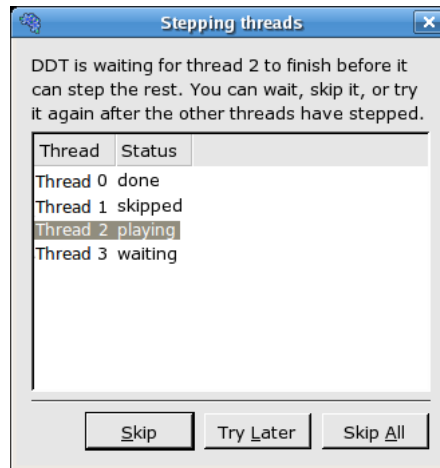 Stepping threads
DDT is waiting for thread 2 to finish before it
can step the rest. You can wait, skip it, or try
it again after the other threads have stepped.
Thread Status
Thread 0 done
Thread 1 skipped
Thread 2 playing
Thread 3 waiting
Skip Try Later Skip All